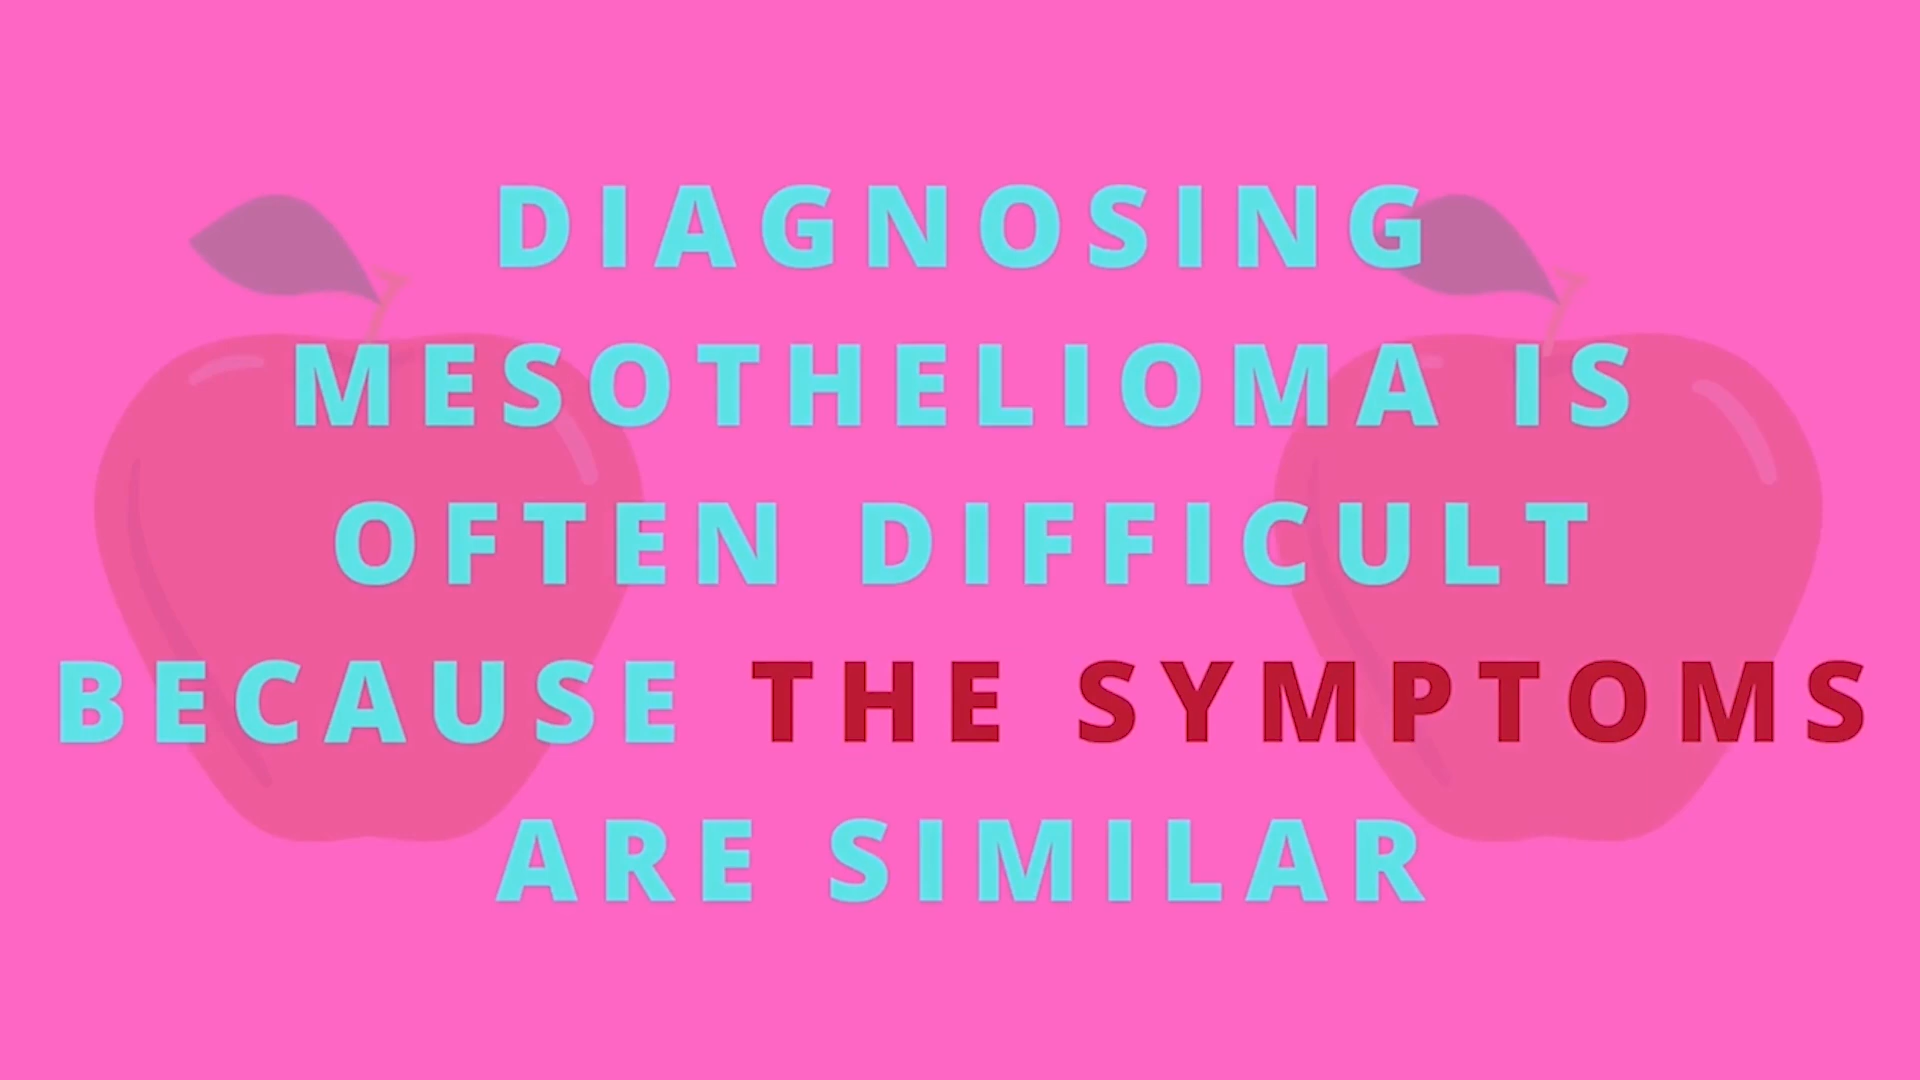 DIAGNOSING
MESOTHELIOMA IS
OFTEN DIFFICULT
BECAUSE THE SYMPTOMS
ARE SIMILAR